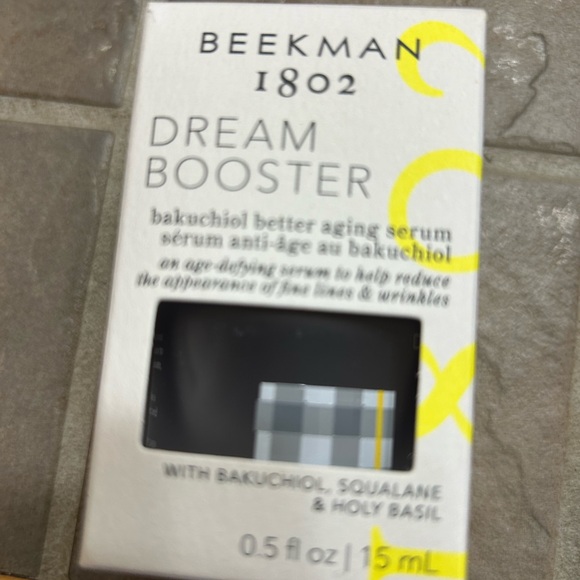 BEEKMAN
1802
DREAM
BOOSTER
bakuchiol better aging serum
sérum anti-âge au bakuchiol
an age-defying serum to help reduce
the appearance of fine lines & wrinkles
WITH BAKUCHIOL, SQUALANE
& HOLY BASIL
0.5 fl oz | 15 mL